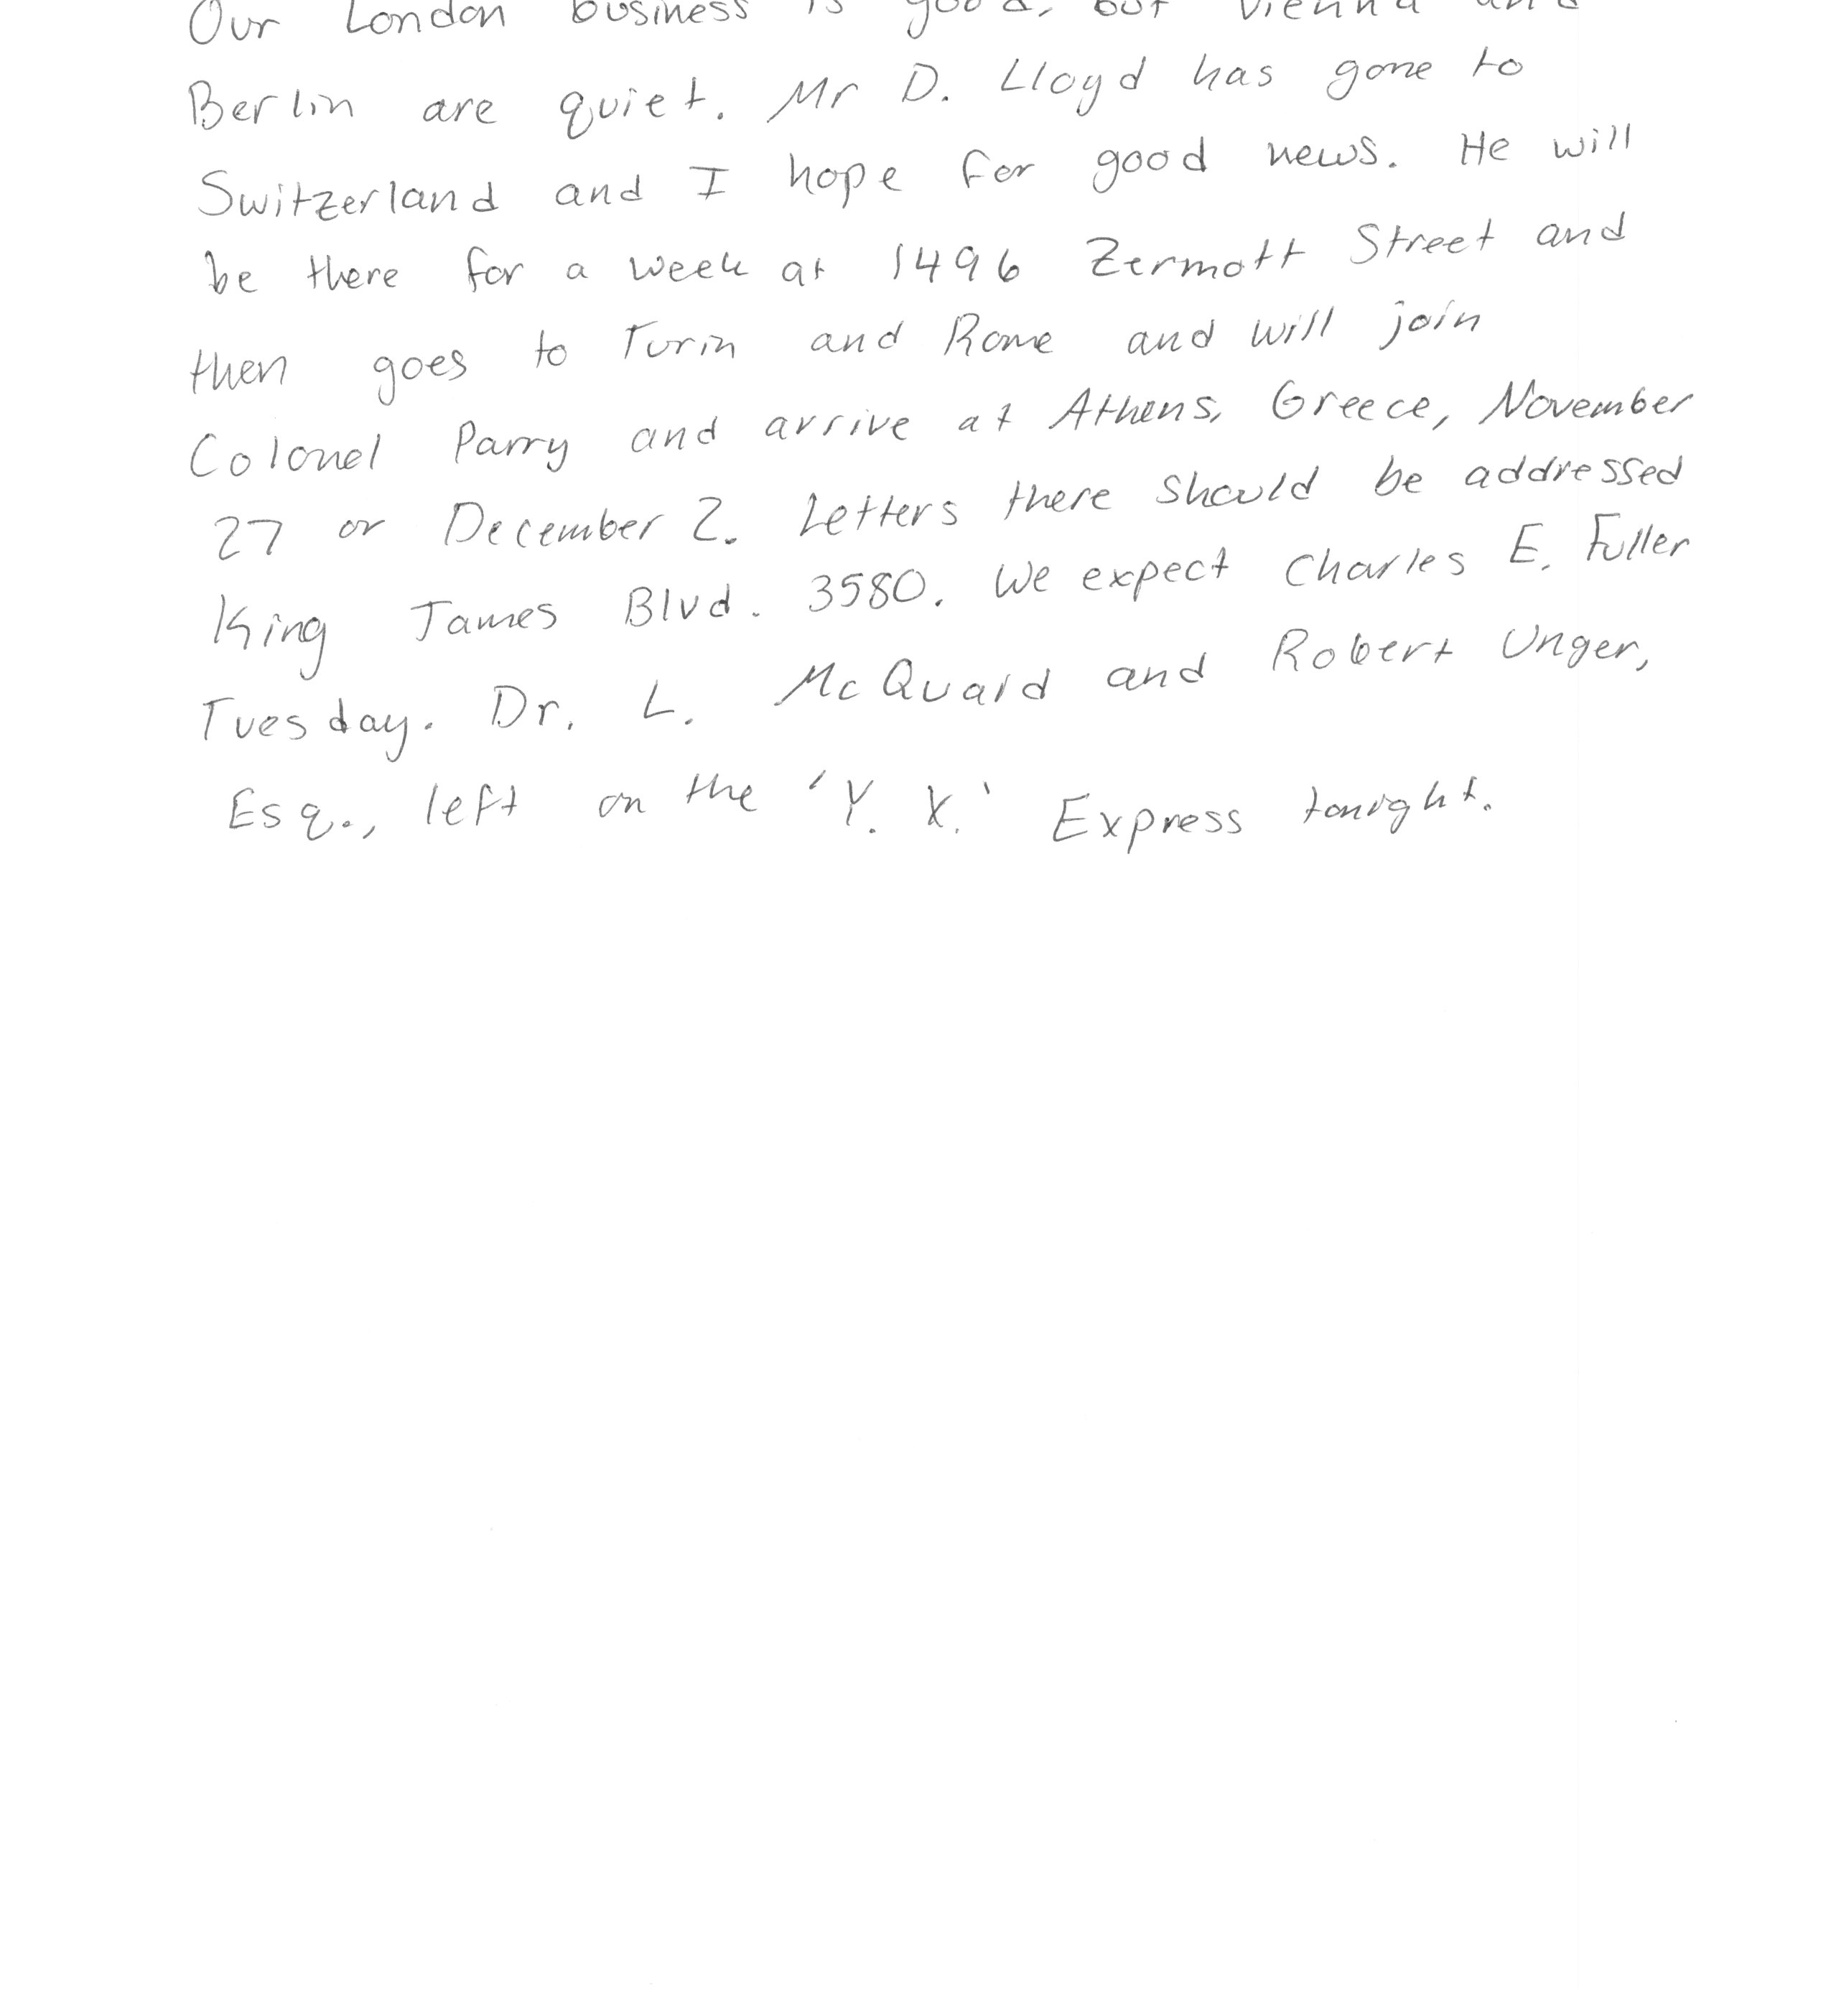 Our London business is good, but Vienna and
Berlin are quiet. Mr D. Lloyd has gone to
Switzerland and I hope for good news. He will
be there for a week at 1496 Zermott Street and
then goes to Turin and Rome and will join
Colonel Parry and arrive at Athens, Greece, November
27 or December 2. Letters there should be addressed
King James Blvd. 3580. We expect Charles E. Fuller
Tuesday. Dr. L. McQuaid and Robert Unger,
Esq., left on the 'Y. X.' Express tonight.